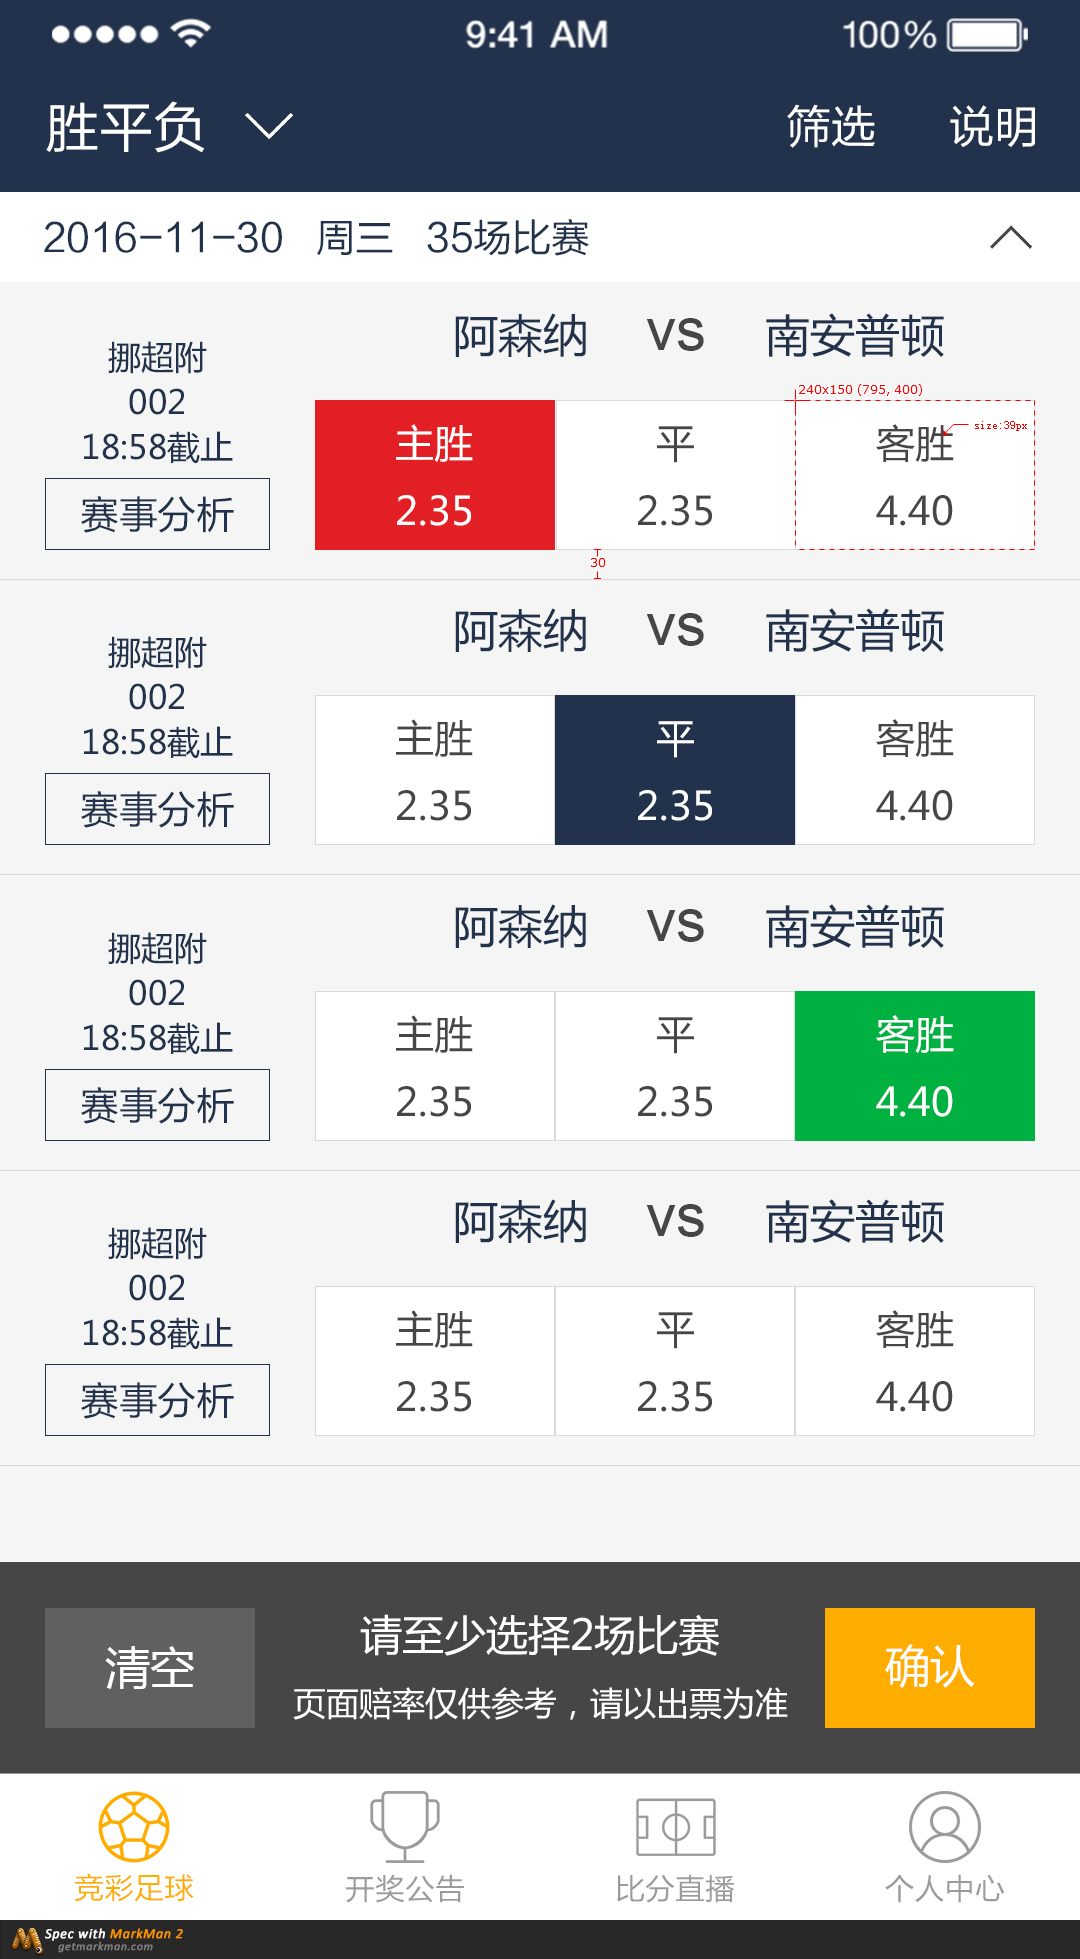 9:41 AM 100%
胜平负 筛选 说明
2016-11-30 周三 35场比赛
阿森纳 VS 南安普顿
挪超附
002
18:58截止
赛事分析
240x150 (795, 400)
size:39px
主胜 平 客胜
2.35 2.35 4.40
30
阿森纳 VS 南安普顿
挪超附
002
18:58截止
赛事分析
主胜 平 客胜
2.35 2.35 4.40
阿森纳 VS 南安普顿
挪超附
002
18:58截止
赛事分析
主胜 平 客胜
2.35 2.35 4.40
阿森纳 VS 南安普顿
挪超附
002
18:58截止
赛事分析
主胜 平 客胜
2.35 2.35 4.40
清空
请至少选择2场比赛
页面赔率仅供参考，请以出票为准
确认
竞彩足球 开奖公告 比分直播 个人中心
Spec with MarkMan 2
getmarkman.com